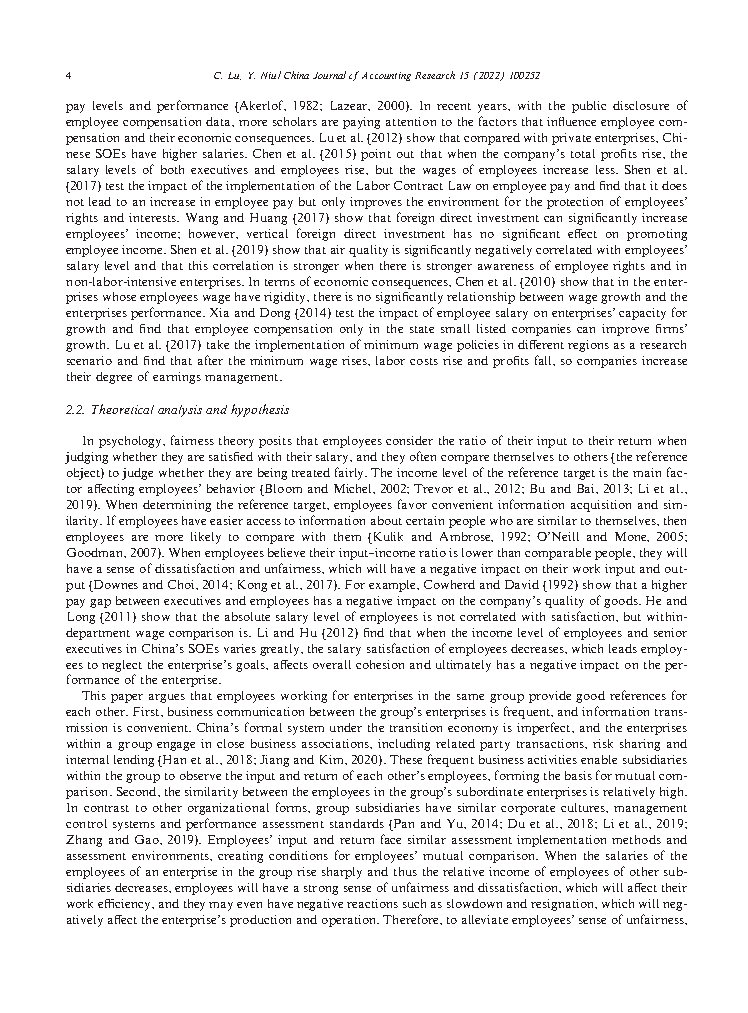 4
C. Lu, Y. Niu / China Journal of Accounting Research 15 (2022) 100252
pay levels and performance (Akerlof, 1982; Lazear, 2000). In recent years, with the public disclosure of
employee compensation data, more scholars are paying attention to the factors that influence employee com-
pensation and their economic consequences. Lu et al. (2012) show that compared with private enterprises, Chi-
nese SOEs have higher salaries. Chen et al. (2015) point out that when the company's total profits rise, the
salary levels of both executives and employees rise, but the wages of employees increase less. Shen et al.
(2017) test the impact of the implementation of the Labor Contract Law on employee pay and find that it does
not lead to an increase in employee pay but only improves the environment for the protection of employees'
rights and interests. Wang and Huang (2017) show that foreign direct investment can significantly increase
employees' income; however, vertical foreign direct investment has no significant effect on promoting
employee income. Shen et al. (2019) show that air quality is significantly negatively correlated with employees'
salary level and that this correlation is stronger when there is stronger awareness of employee rights and in
non-labor-intensive enterprises. In terms of economic consequences, Chen et al. (2010) show that in the enter-
prises whose employees wage have rigidity, there is no significantly relationship between wage growth and the
enterprises performance. Xia and Dong (2014) test the impact of employee salary on enterprises' capacity for
growth and find that employee compensation only in the state small listed companies can improve firms'
growth. Lu et al. (2017) take the implementation of minimum wage policies in different regions as a research
scenario and find that after the minimum wage rises, labor costs rise and profits fall, so companies increase
their degree of earnings management.
2.2. Theoretical analysis and hypothesis
In psychology, fairness theory posits that employees consider the ratio of their input to their return when
judging whether they are satisfied with their salary, and they often compare themselves to others (the reference
object) to judge whether they are being treated fairly. The income level of the reference target is the main fac-
tor affecting employees' behavior (Bloom and Michel, 2002; Trevor et al., 2012; Bu and Bai, 2013; Li et al.,
2019). When determining the reference target, employees favor convenient information acquisition and sim-
ilarity. If employees have easier access to information about certain people who are similar to themselves, then
employees are more likely to compare with them (Kulik and Ambrose, 1992; O'Neill and Mone, 2005;
Goodman, 2007). When employees believe their input–income ratio is lower than comparable people, they will
have a sense of dissatisfaction and unfairness, which will have a negative impact on their work input and out-
put (Downes and Choi, 2014; Kong et al., 2017). For example, Cowherd and David (1992) show that a higher
pay gap between executives and employees has a negative impact on the company's quality of goods. He and
Long (2011) show that the absolute salary level of employees is not correlated with satisfaction, but within-
department wage comparison is. Li and Hu (2012) find that when the income level of employees and senior
executives in China's SOEs varies greatly, the salary satisfaction of employees decreases, which leads employ-
ees to neglect the enterprise's goals, affects overall cohesion and ultimately has a negative impact on the per-
formance of the enterprise.
This paper argues that employees working for enterprises in the same group provide good references for
each other. First, business communication between the group's enterprises is frequent, and information trans-
mission is convenient. China's formal system under the transition economy is imperfect, and the enterprises
within a group engage in close business associations, including related party transactions, risk sharing and
internal lending (Han et al., 2018; Jiang and Kim, 2020). These frequent business activities enable subsidiaries
within the group to observe the input and return of each other's employees, forming the basis for mutual com-
parison. Second, the similarity between the employees in the group's subordinate enterprises is relatively high.
In contrast to other organizational forms, group subsidiaries have similar corporate cultures, management
control systems and performance assessment standards (Pan and Yu, 2014; Du et al., 2018; Li et al., 2019;
Zhang and Gao, 2019). Employees' input and return face similar assessment implementation methods and
assessment environments, creating conditions for employees' mutual comparison. When the salaries of the
employees of an enterprise in the group rise sharply and thus the relative income of employees of other sub-
sidiaries decreases, employees will have a strong sense of unfairness and dissatisfaction, which will affect their
work efficiency, and they may even have negative reactions such as slowdown and resignation, which will neg-
atively affect the enterprise's production and operation. Therefore, to alleviate employees' sense of unfairness,